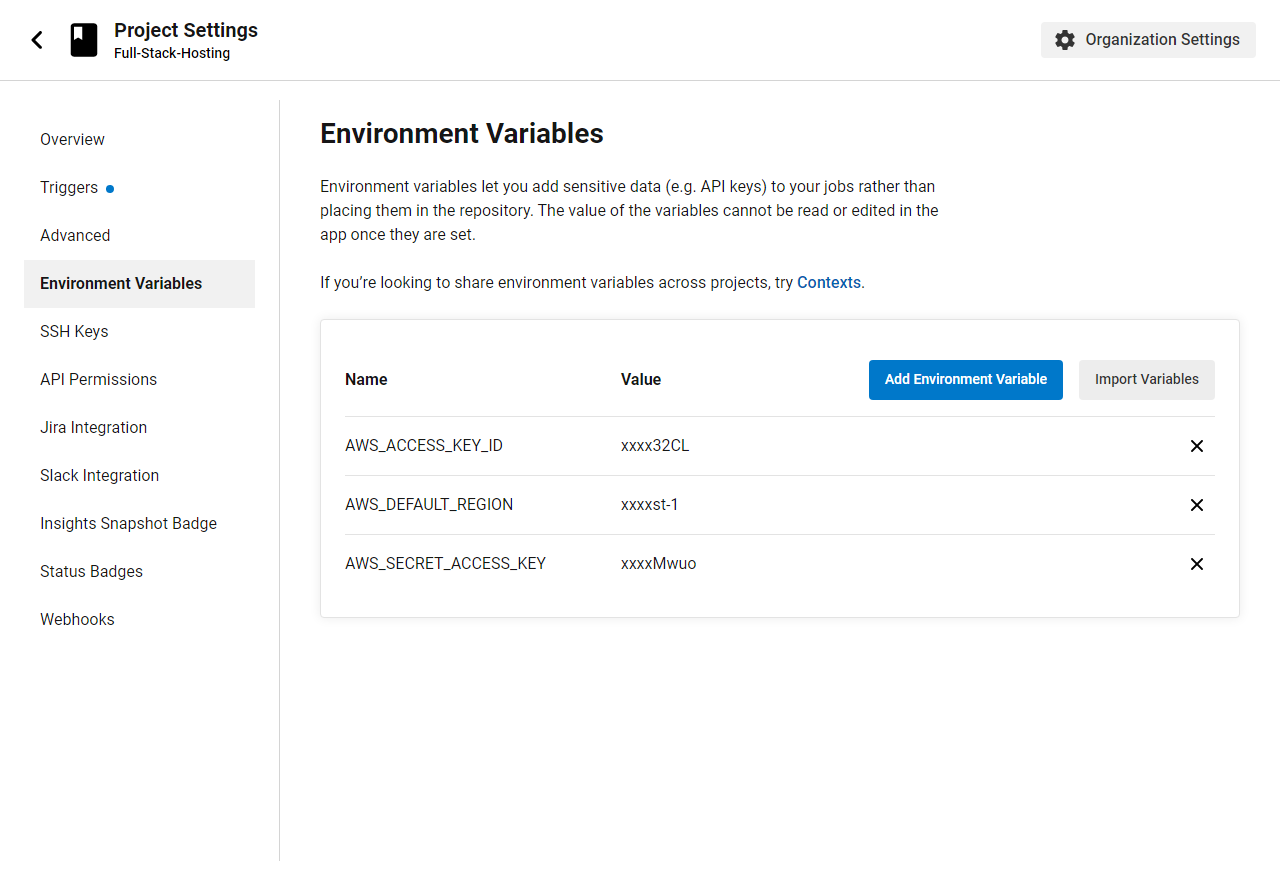 Project Settings
Full-Stack-Hosting
Organization Settings
Overview
Triggers
Advanced
Environment Variables
SSH Keys
API Permissions
Jira Integration
Slack Integration
Insights Snapshot Badge
Status Badges
Webhooks
Environment Variables
Environment variables let you add sensitive data (e.g. API keys) to your jobs rather than
placing them in the repository. The value of the variables cannot be read or edited in the
app once they are set.
If you’re looking to share environment variables across projects, try Contexts.
Name Value Add Environment Variable Import Variables
AWS_ACCESS_KEY_ID xxxx32CL
AWS_DEFAULT_REGION xxxxst-1
AWS_SECRET_ACCESS_KEY xxxxMwuo